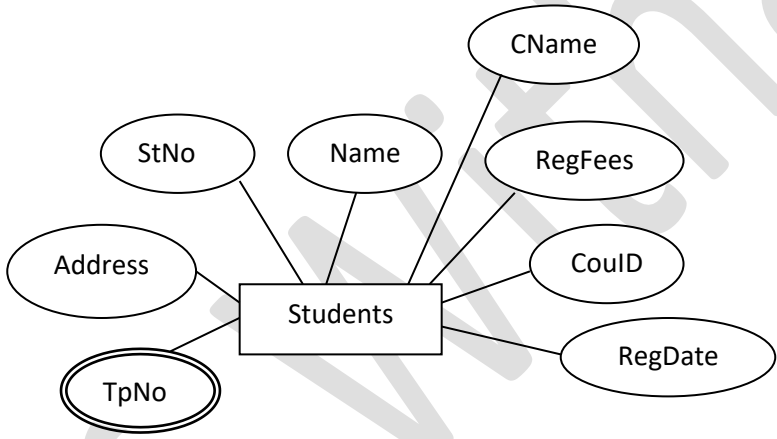 CName
StNo
Name
RegFees
Address
CouID
Students
RegDate
TpNo